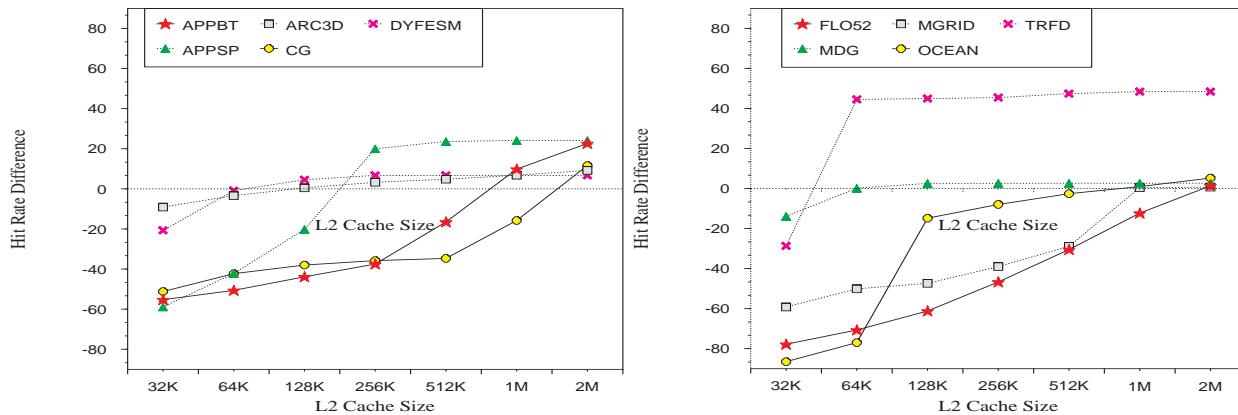 APPBT ARC3D DYFESM
APPSP CG
80
60
40
20
0
-20
-40
-60
-80
Hit Rate Difference
L2 Cache Size
32K 64K 128K 256K 512K 1M 2M
L2 Cache Size
FLO52 MGRID TRFD
MDG OCEAN
80
60
40
20
0
-20
-40
-60
-80
Hit Rate Difference
L2 Cache Size
32K 64K 128K 256K 512K 1M 2M
L2 Cache Size